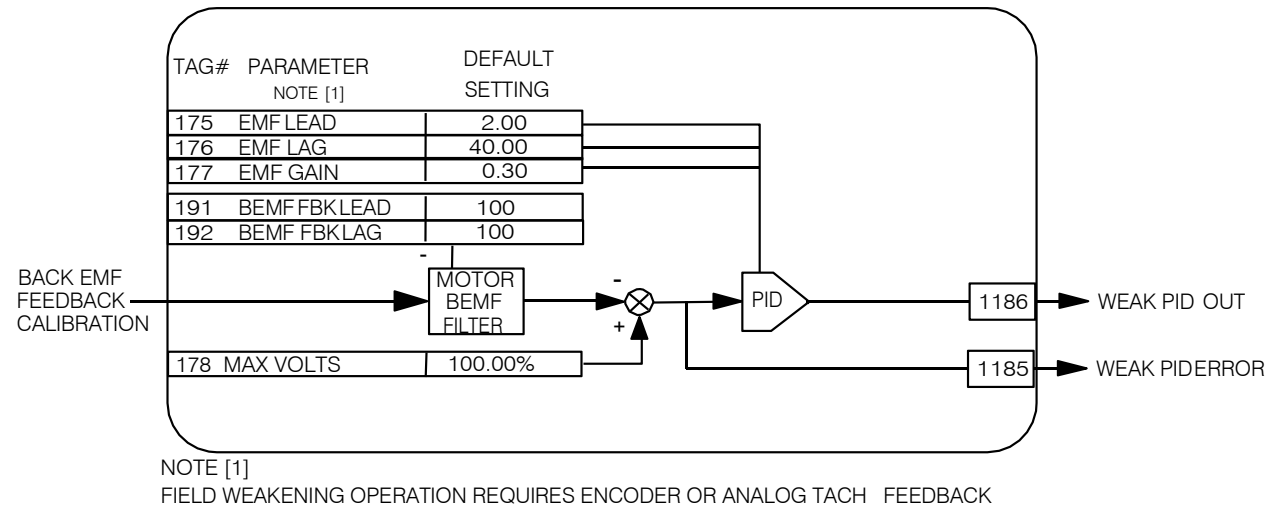 TAG# PARAMETER DEFAULT
NOTE [1] SETTING
175 EMF LEAD 2.00
176 EMF LAG 40.00
177 EMF GAIN 0.30
191 BEMF FBK LEAD 100
192 BEMF FBK LAG 100
-
BACK EMF
FEEDBACK
CALIBRATION
MOTOR
BEMF
FILTER
-
+
PID
1186 WEAK PID OUT
178 MAX VOLTS 100.00%
1185 WEAK PID ERROR
NOTE [1]
FIELD WEAKENING OPERATION REQUIRES ENCODER OR ANALOG TACH FEEDBACK